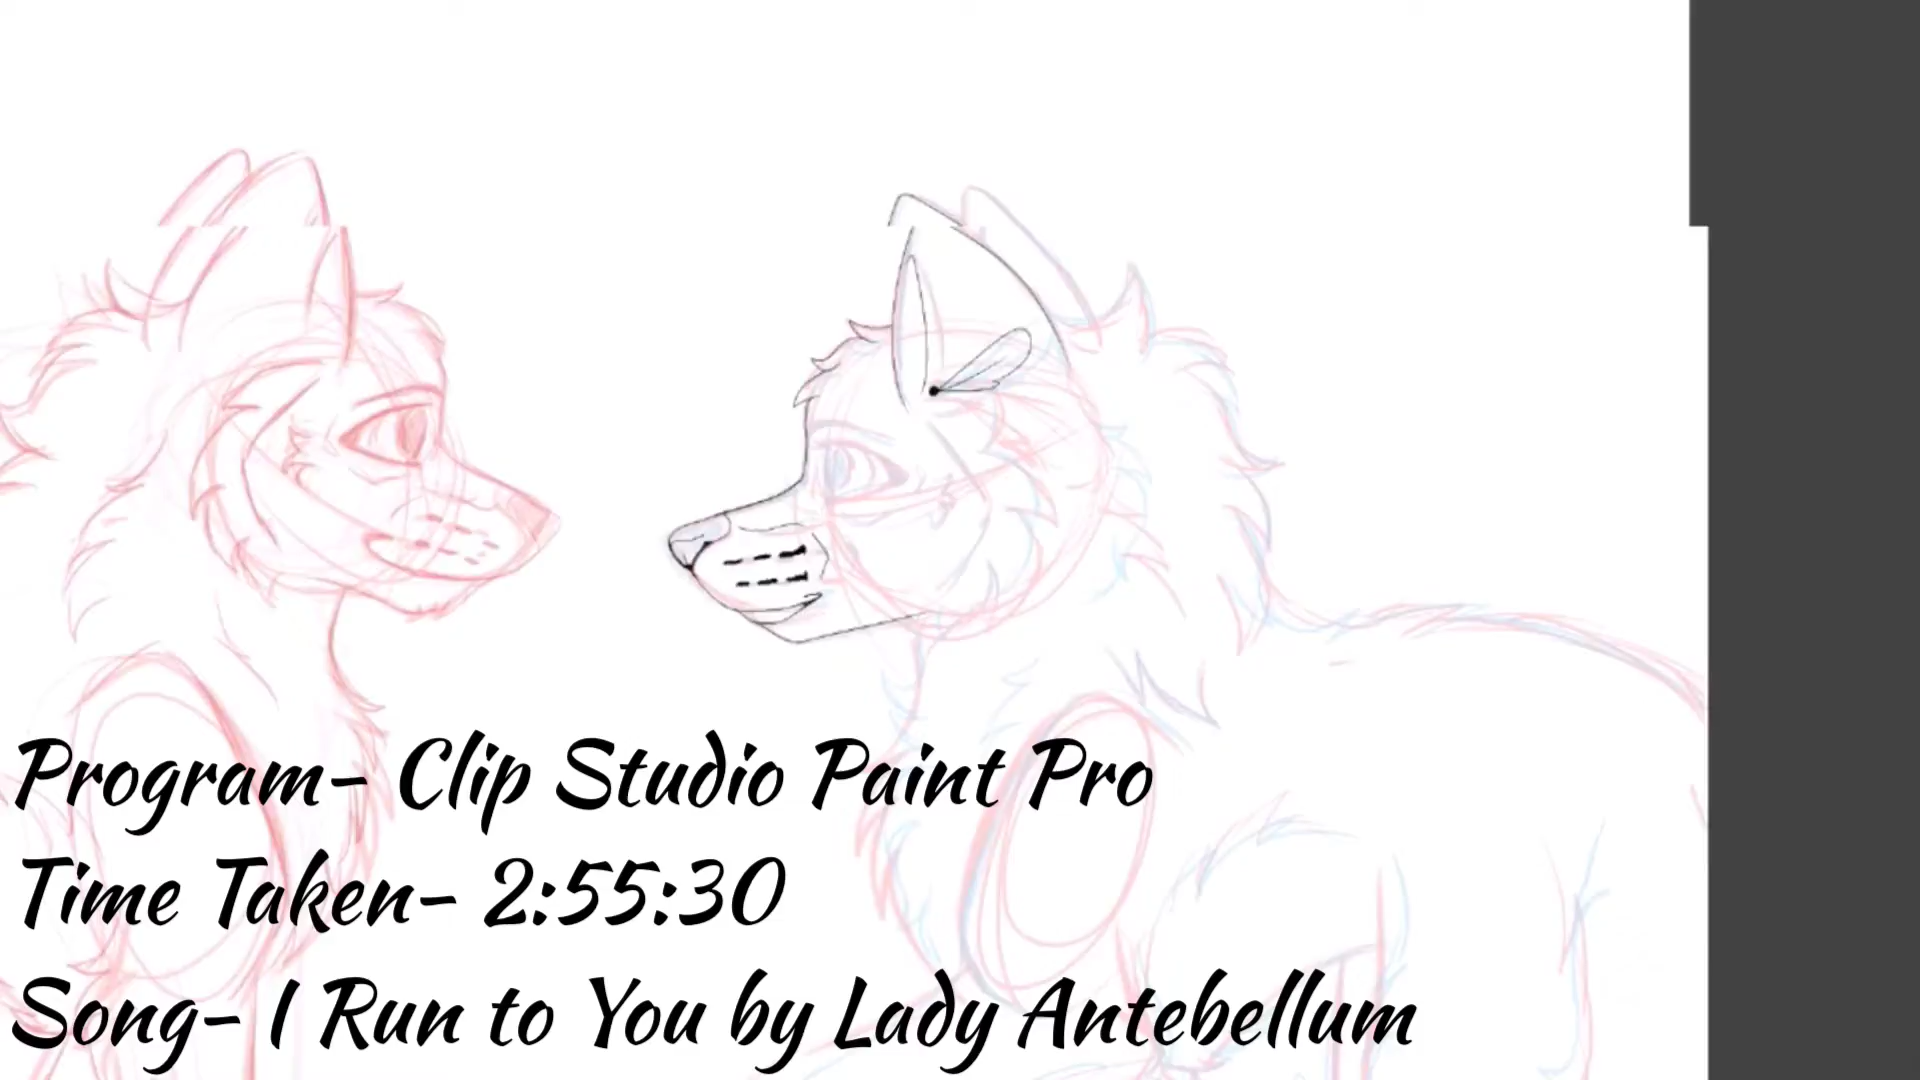 Program- Clip Studio Paint Pro
Time Taken- 2:55:30
Song- I Run to You by Lady Antebellum